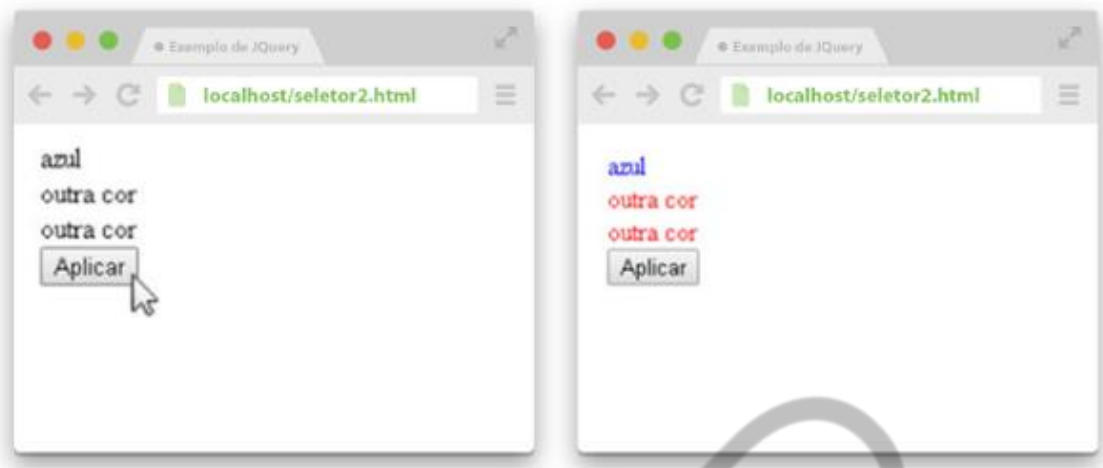 Exemplo de JQuery
localhost/seletor2.html
azul
outra cor
outra cor
Aplicar
Exemplo de JQuery
localhost/seletor2.html
azul
outra cor
outra cor
Aplicar